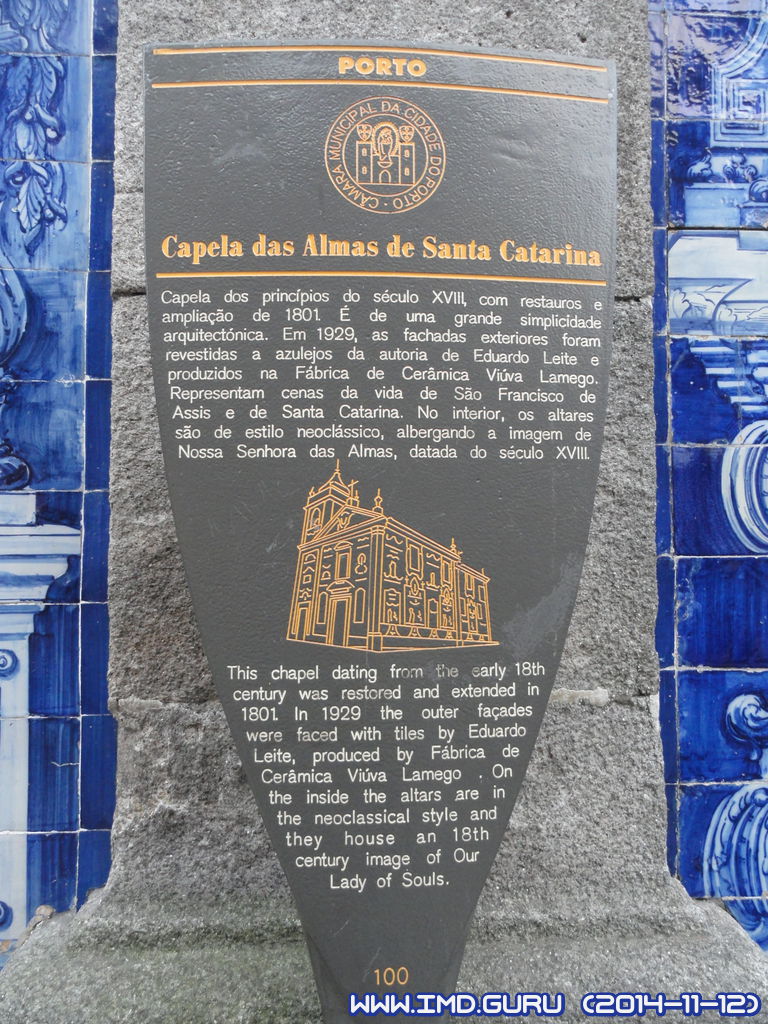 PORTO
CÂMARA MUNICIPAL DA CIDADE DO PORTO
Capela das Almas de Santa Catarina
Capela dos princípios do século XVIII, com restauros e
ampliação de 1801. É de uma grande simplicidade
arquitectónica. Em 1929, as fachadas exteriores foram
revestidas a azulejos da autoria de Eduardo Leite e
produzidos na Fábrica de Cerâmica Viúva Lamego.
Representam cenas da vida de São Francisco de
Assis e de Santa Catarina. No interior, os altares
são de estilo neoclássico, albergando a imagem de
Nossa Senhora das Almas, datada do século XVIII.
This chapel dating from the early 18th
century was restored and extended in
1801. In 1929 the outer façades
were faced with tiles by Eduardo
Leite, produced by Fábrica de
Cerâmica Viúva Lamego . On
the inside the altars are in
the neoclassical style and
they house an 18th
century image of Our
Lady of Souls.
100
WWW.IMD.GURU (2014-11-12)